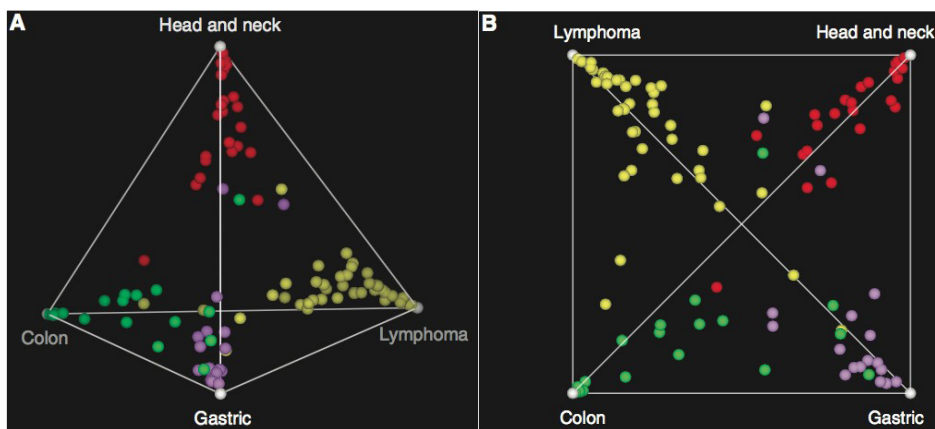 A
Head and neck
Colon
Lymphoma
Gastric
B
Lymphoma
Head and neck
Colon
Gastric